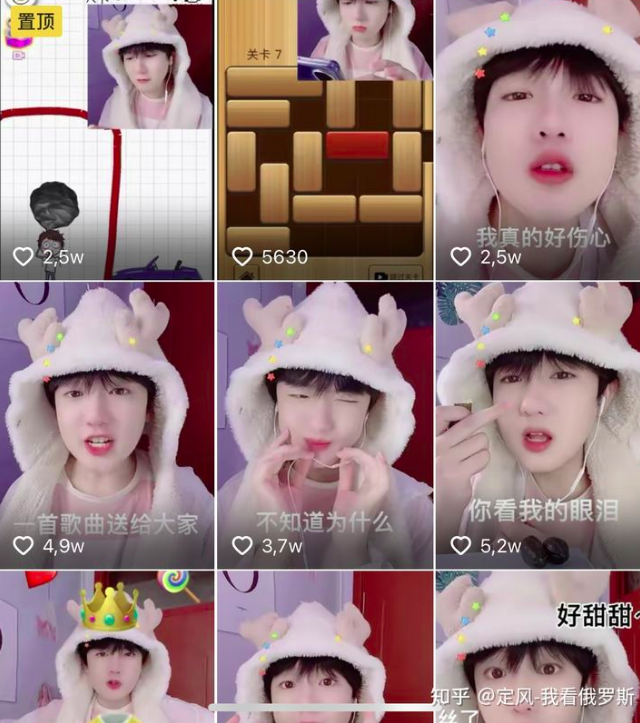 置顶
2,5w
关卡 7
5630
我真的好伤心
2,5w
一首歌曲送给大家
4,9w
不知道为什么
3,7w
你看我的眼泪
5,2w
好甜甜
知乎 @定风-我看俄罗斯